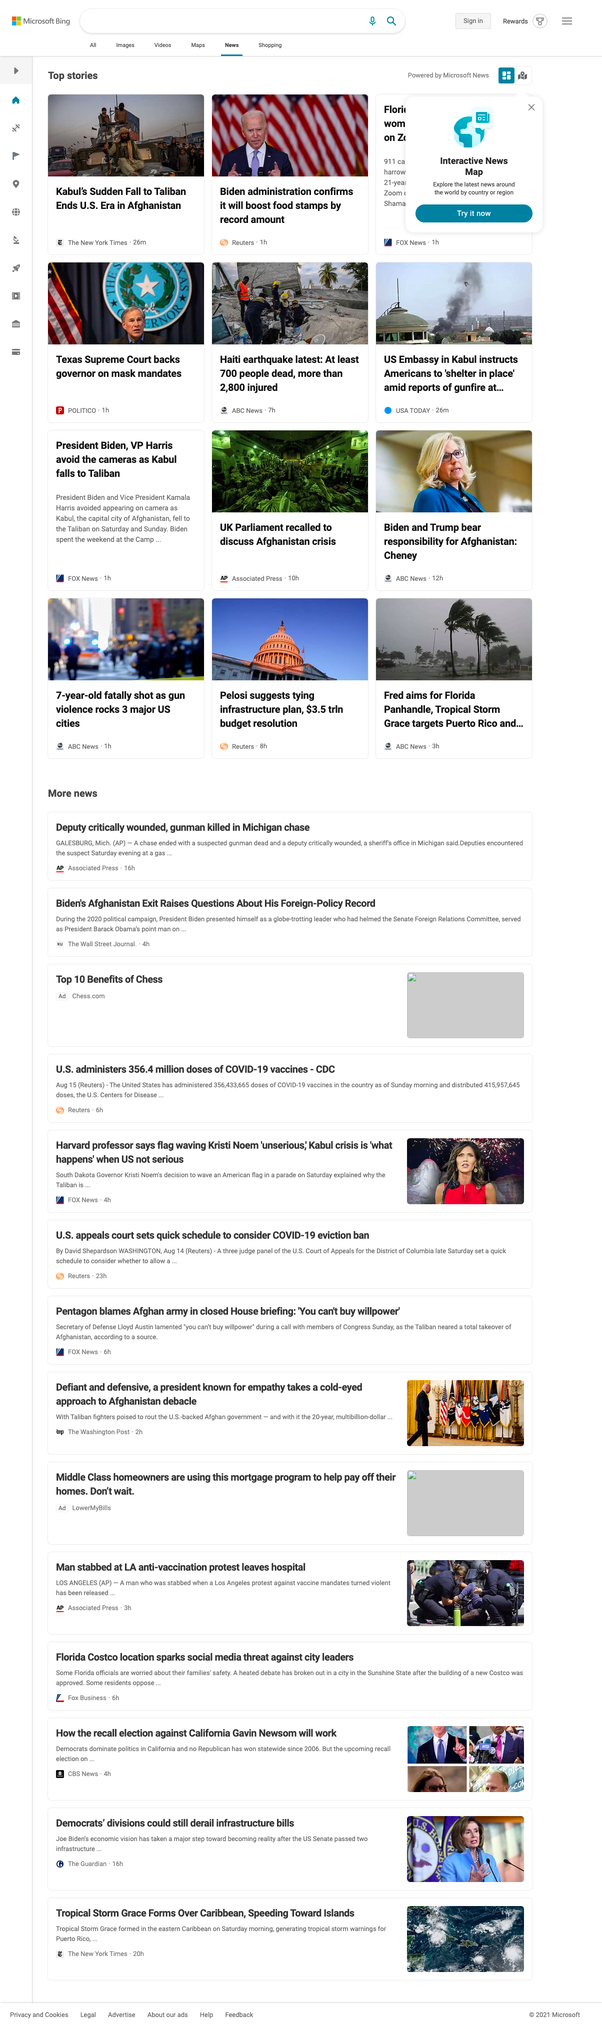 Microsoft Bing
Sign in
Rewards
All
Images
Videos
Maps
News
Shopping
Top stories
Powered by Microsoft News
Kabul's Sudden Fall to Taliban
Ends U.S. Era in Afghanistan
The New York Times · 26m
Biden administration confirms
it will boost food stamps by
record amount
Reuters · 1h
Floric
wom
on Zo
911 ca
harrow
21-yea
Zoom c
Shama
FOX News · 1h
Interactive News
Map
Explore the latest news around
the world by country or region
Try it now
Texas Supreme Court backs
governor on mask mandates
POLITICO · 1h
Haiti earthquake latest: At least
700 people dead, more than
2,800 injured
ABC News · 7h
US Embassy in Kabul instructs
Americans to 'shelter in place'
amid reports of gunfire at...
USA TODAY · 26m
President Biden, VP Harris
avoid the cameras as Kabul
falls to Taliban
President Biden and Vice President Kamala
Harris avoided appearing on camera as
Kabul, the capital city of Afghanistan, fell to
the Taliban on Saturday and Sunday. Biden
spent the weekend at the Camp ...
FOX News · 1h
UK Parliament recalled to
discuss Afghanistan crisis
AP Associated Press · 10h
Biden and Trump bear
responsibility for Afghanistan:
Cheney
ABC News · 12h
7-year-old fatally shot as gun
violence rocks 3 major US
cities
ABC News · 1h
Pelosi suggests tying
infrastructure plan, $3.5 trln
budget resolution
Reuters · 8h
Fred aims for Florida
Panhandle, Tropical Storm
Grace targets Puerto Rico and...
ABC News · 3h
More news
Deputy critically wounded, gunman killed in Michigan chase
GALESBURG, Mich. (AP) — A chase ended with a suspected gunman dead and a deputy critically wounded, a sheriff's office in Michigan said.Deputies encountered
the suspect Saturday evening at a gas ...
AP Associated Press · 16h
Biden's Afghanistan Exit Raises Questions About His Foreign-Policy Record
During the 2020 political campaign, President Biden presented himself as a globe-trotting leader who had helmed the Senate Foreign Relations Committee, served
as President Barack Obama's point man on ...
WSJ The Wall Street Journal. · 4h
Top 10 Benefits of Chess
Ad Chess.com
U.S. administers 356.4 million doses of COVID-19 vaccines - CDC
Aug 15 (Reuters) - The United States has administered 356,433,665 doses of COVID-19 vaccines in the country as of Sunday morning and distributed 415,957,645
doses, the U.S. Centers for Disease ...
Reuters · 6h
Harvard professor says flag waving Kristi Noem 'unserious,' Kabul crisis is 'what
happens' when US not serious
South Dakota Governor Kristi Noem's decision to wave an American flag in a parade on Saturday explained why the
Taliban is ...
FOX News · 4h
U.S. appeals court sets quick schedule to consider COVID-19 eviction ban
By David Shepardson WASHINGTON, Aug 14 (Reuters) - A three judge panel of the U.S. Court of Appeals for the District of Columbia late Saturday set a quick
schedule to consider whether to allow a ...
Reuters · 23h
Pentagon blames Afghan army in closed House briefing: 'You can't buy willpower'
Secretary of Defense Lloyd Austin lamented "you can't buy willpower" during a call with members of Congress Sunday, as the Taliban neared a total takeover of
Afghanistan, according to a source.
FOX News · 6h
Defiant and defensive, a president known for empathy takes a cold-eyed
approach to Afghanistan debacle
With Taliban fighters poised to rout the U.S.-backed Afghan government — and with it the 20-year, multibillion-dollar ...
wp The Washington Post · 2h
Middle Class homeowners are using this mortgage program to help pay off their
homes. Don't wait.
Ad LowerMyBills
Man stabbed at LA anti-vaccination protest leaves hospital
LOS ANGELES (AP) — A man who was stabbed when a Los Angeles protest against vaccine mandates turned violent
has been released ...
AP Associated Press · 3h
Florida Costco location sparks social media threat against city leaders
Some Florida officials are worried about their families' safety. A heated debate has broken out in a city in the Sunshine State after the building of a new Costco was
approved. Some residents oppose ...
Fox Business · 6h
How the recall election against California Gavin Newsom will work
Democrats dominate politics in California and no Republican has won statewide since 2006. But the upcoming recall
election on ...
CBS News · 4h
Democrats' divisions could still derail infrastructure bills
Joe Biden's economic vision has taken a major step toward becoming reality after the US Senate passed two
infrastructure ...
The Guardian · 16h
Tropical Storm Grace Forms Over Caribbean, Speeding Toward Islands
Tropical Storm Grace formed in the eastern Caribbean on Saturday morning, generating tropical storm warnings for
Puerto Rico, ...
The New York Times · 20h
Privacy and Cookies
Legal
Advertise
About our ads
Help
Feedback
© 2021 Microsoft